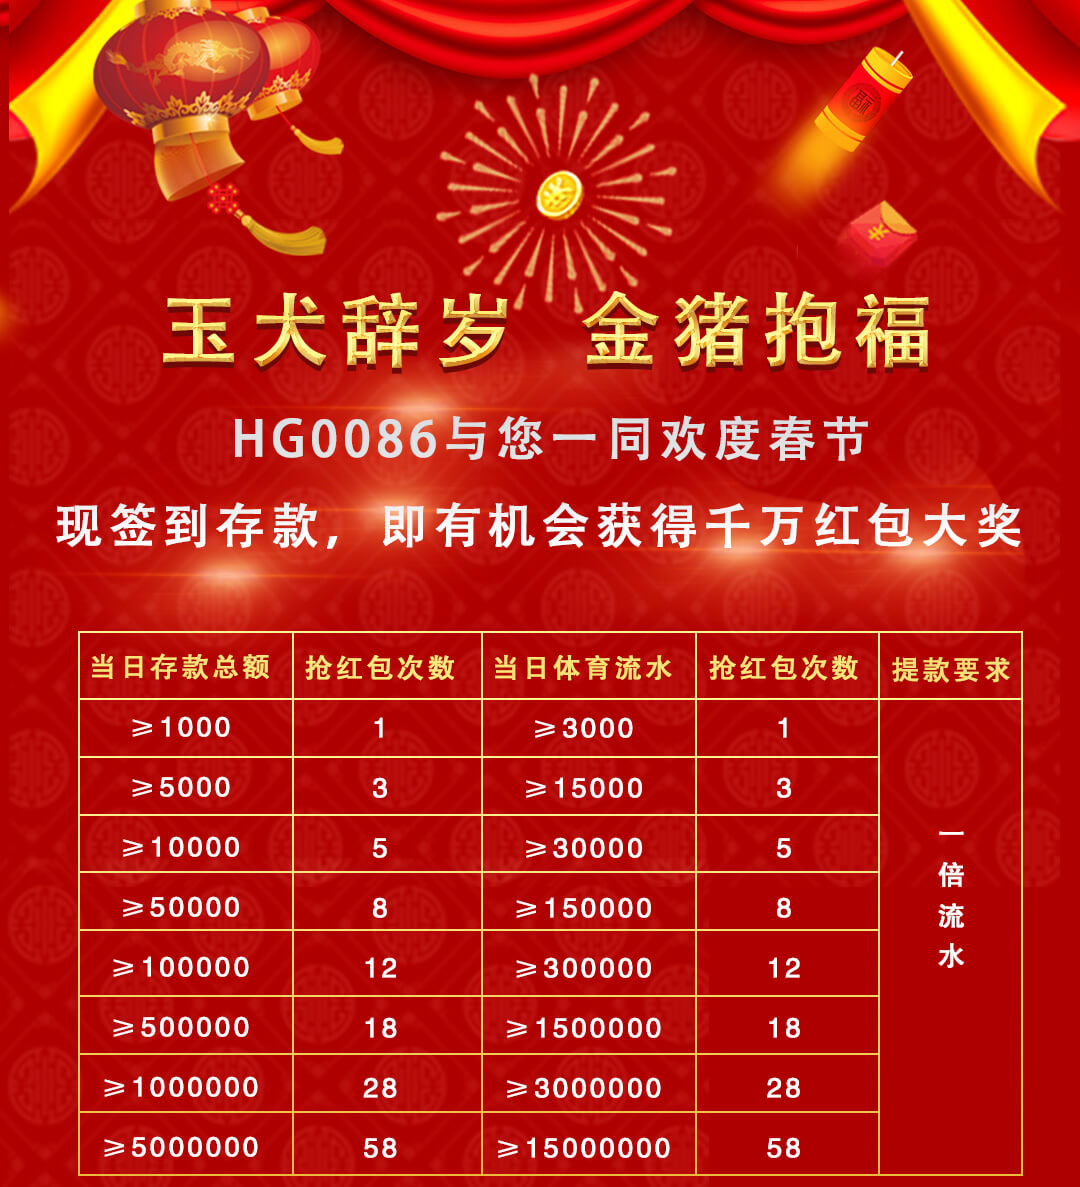 玉犬辞岁 金猪抱福
HG0086与您一同欢度春节
现签到存款，即有机会获得千万红包大奖
当日存款总额 抢红包次数 当日体育流水 抢红包次数 提款要求
≥1000 1 ≥3000 1
≥5000 3 ≥15000 3
≥10000 5 ≥30000 5
≥50000 8 ≥150000 8
≥100000 12 ≥300000 12
≥500000 18 ≥1500000 18
≥1000000 28 ≥3000000 28
≥5000000 58 ≥15000000 58
一倍流水